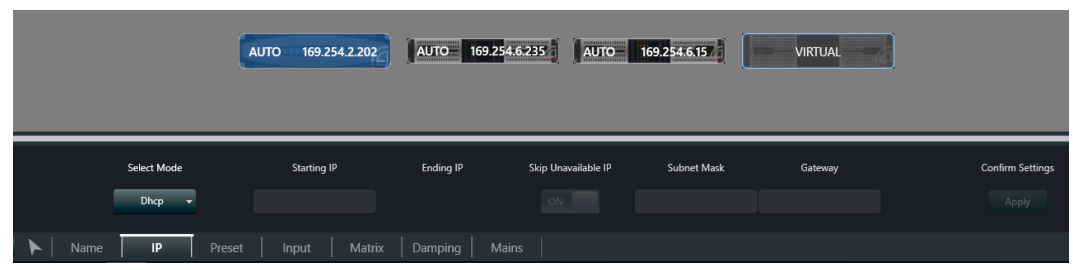 AUTO 169.254.2.202 AUTO 169.254.6.235 AUTO 169.254.6.15 VIRTUAL
Select Mode Starting IP Ending IP Skip Unavailable IP Subnet Mask Gateway Confirm Settings
Dhcp ON Apply
Name IP Preset Input Matrix Damping Mains